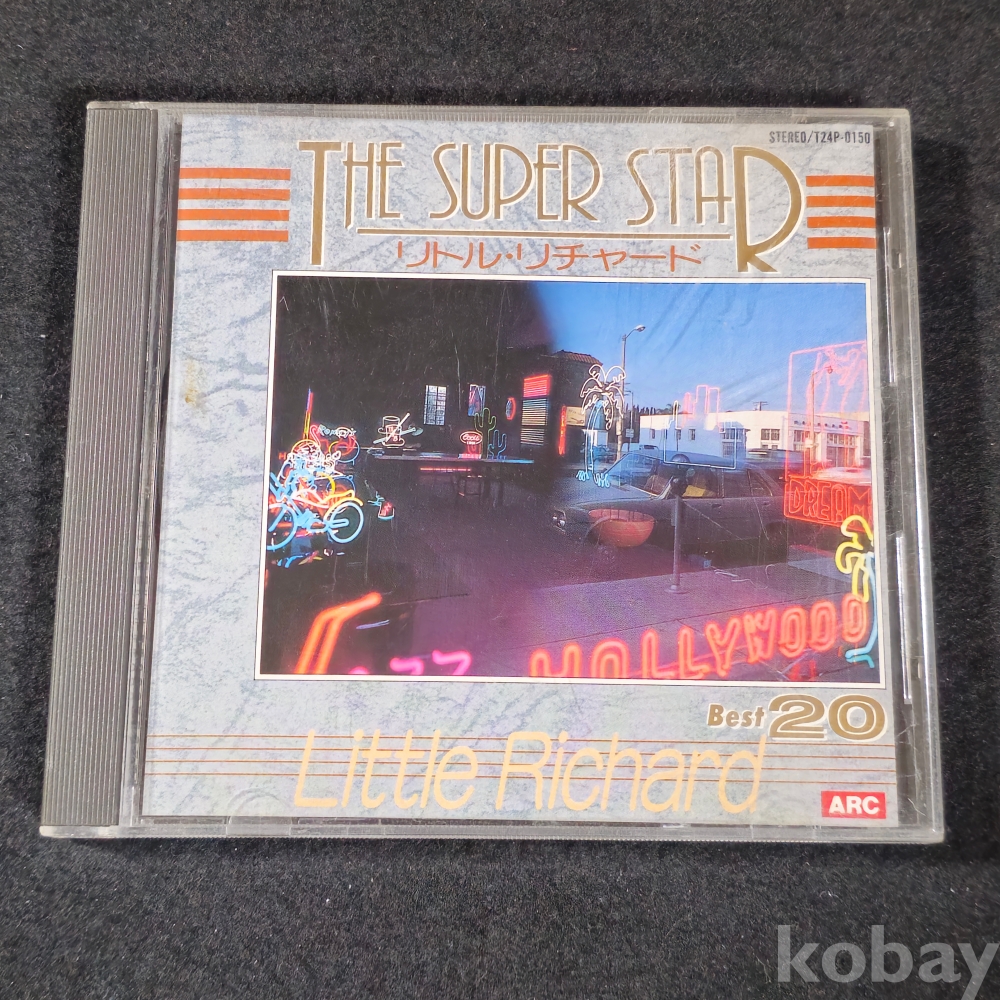 STEREO/T24P-0150
THE SUPER STAR
リトル・リチャード
DREAM
HOLLYWOOD
Best 20
Little Richard
ARC
kobay